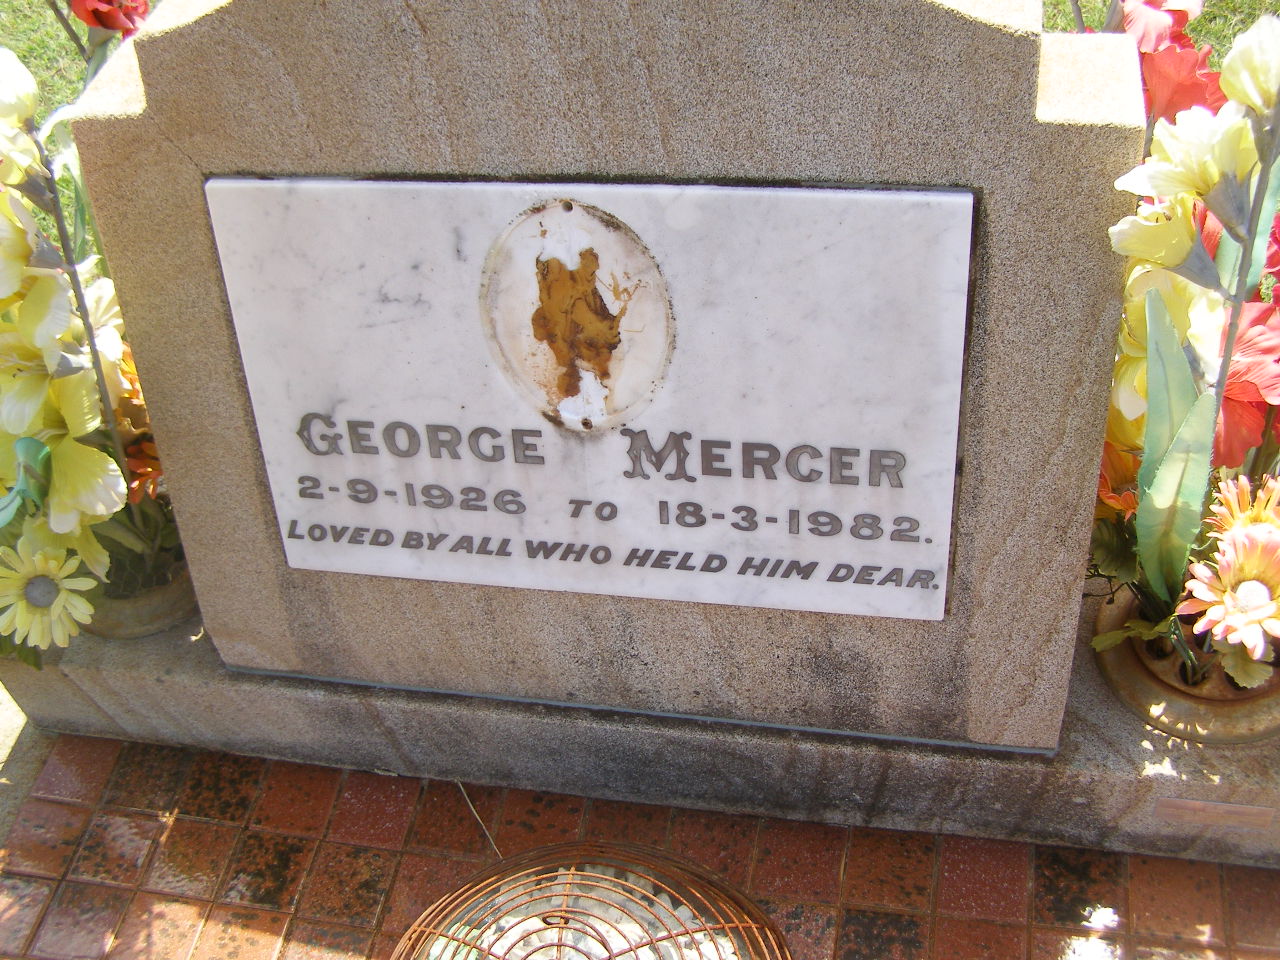 GEORGE MERCER
2-9-1926 TO 18-3-1982.
LOVED BY ALL WHO HELD HIM DEAR.